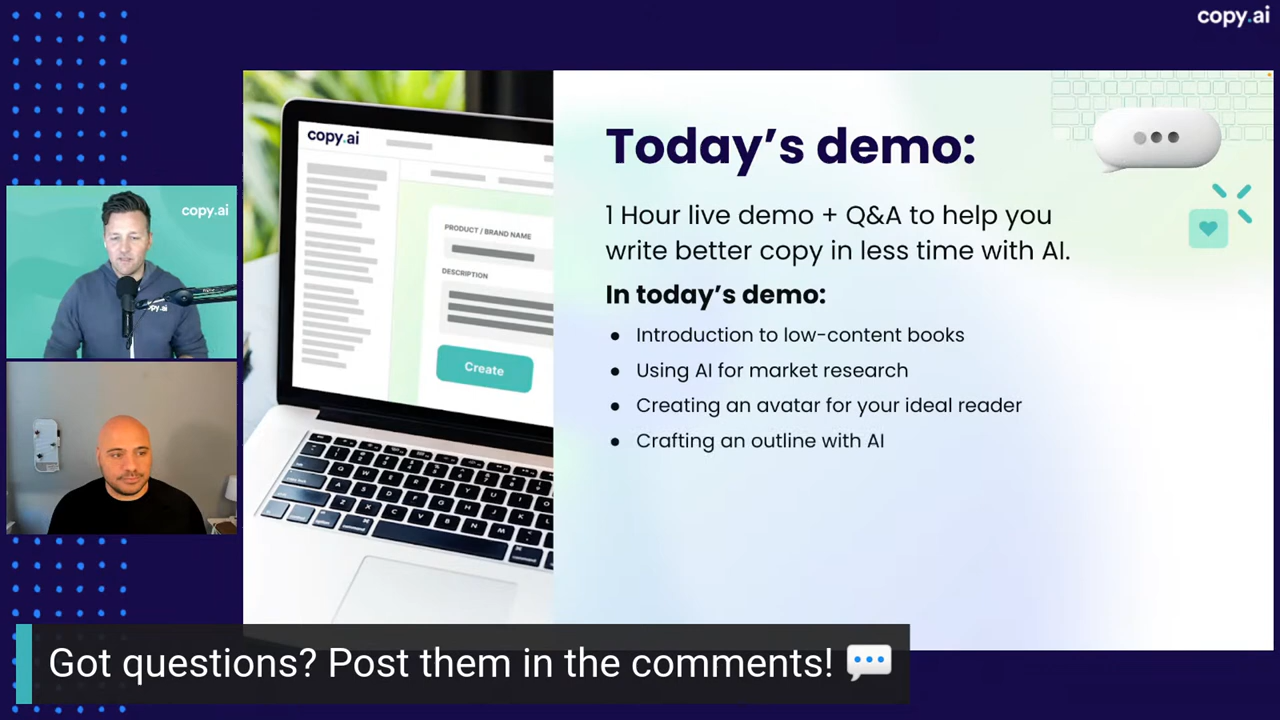 copy.ai
copy.ai
copy.ai
PRODUCT / BRAND NAME
DESCRIPTION
Create
Today's demo:
1 Hour live demo + Q&A to help you
write better copy in less time with AI.
In today's demo:
• Introduction to low-content books
• Using AI for market research
• Creating an avatar for your ideal reader
• Crafting an outline with AI
Got questions? Post them in the comments! 💬